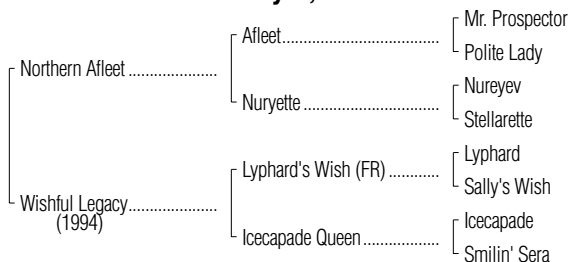 Mr. Prospector
Afleet
Polite Lady
Northern Afleet
Nureyev
Nuryette
Stellarette
Lyphard
Lyphard's Wish (FR)
Sally's Wish
Wishful Legacy
(1994)
Icecapade
Icecapade Queen
Smilin' Sera